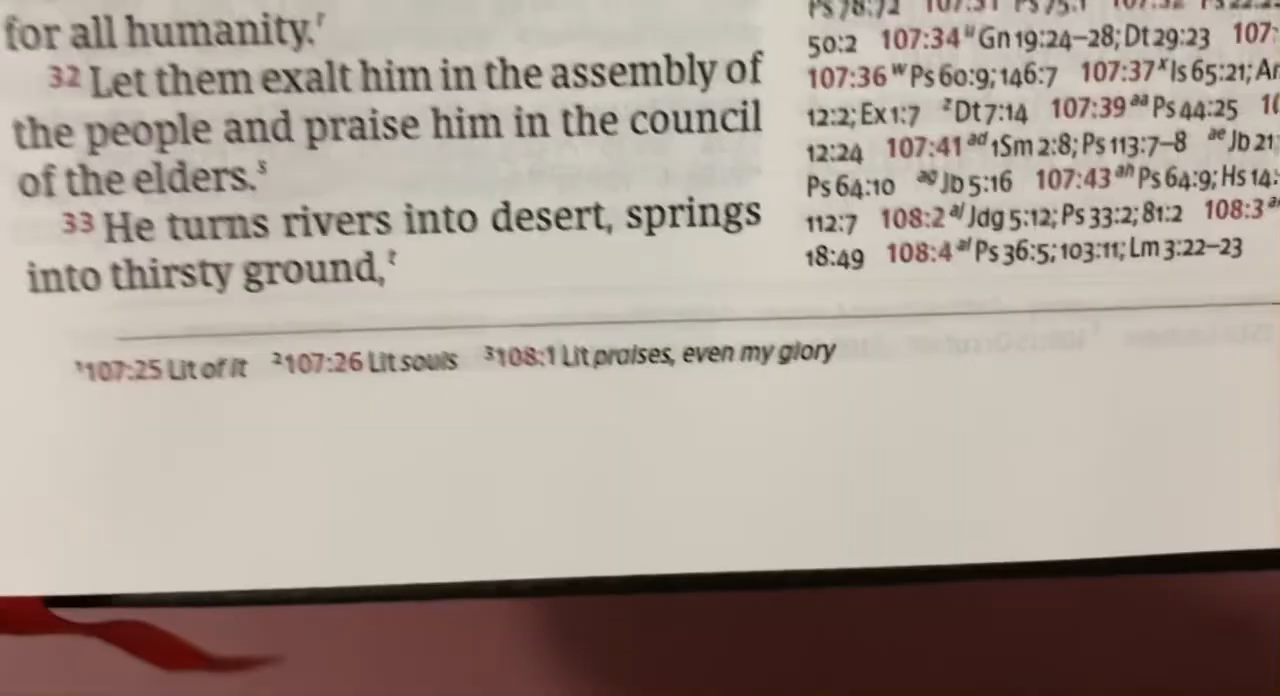 for all humanity.ʳ
32 Let them exalt him in the assembly of
the people and praise him in the council
of the elders.ˢ
33 He turns rivers into desert, springs
into thirsty ground,ᵗ
Ps 78:72 107:31 Ps 75:1
50:2 107:34 ᵘ Gn 19:24–28; Dt 29:23 107:
107:36 ʷ Ps 60:9; 146:7 107:37 ˣ Is 65:21;
12:2; Ex 1:7 ᶻ Dt 7:14 107:39 ᵃᵃ Ps 44:25
12:24 107:41 ᵃᵈ 1Sm 2:8; Ps 113:7–8 ᵃᵉ Jb 21
Ps 64:10 ᵃᵍ Jb 5:16 107:43 ᵃʰ Ps 64:9; Hs 14:
112:7 108:2 ᵃʲ Jdg 5:12; Ps 33:2; 81:2 108:3
18:49 108:4 ᵃˡ Ps 36:5; 103:11; Lm 3:22–23
¹107:25 Lit of it ²107:26 Lit souls ³108:1 Lit praises, even my glory